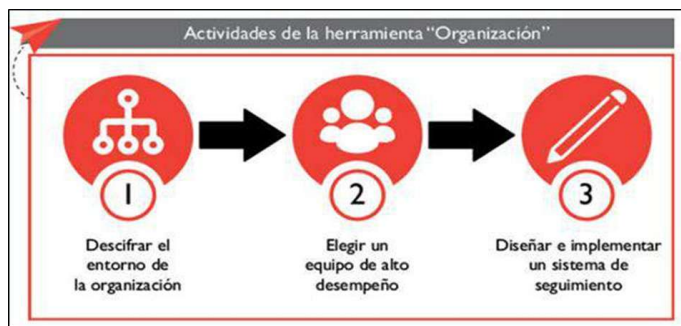 Actividades de la herramienta “Organización”
1
2
3
Descifrar el
entorno de
la organización
Elegir un
equipo de alto
desempeño
Diseñar e implementar
un sistema de
seguimiento